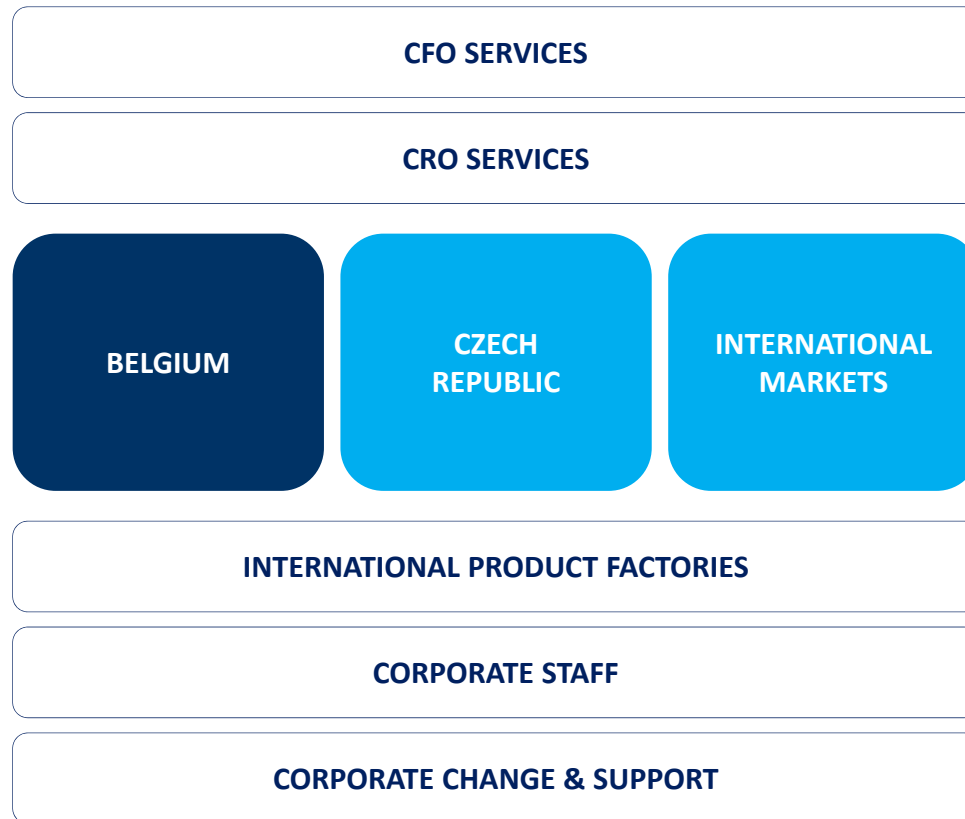 CFO SERVICES
CRO SERVICES
BELGIUM
CZECH
REPUBLIC
INTERNATIONAL
MARKETS
INTERNATIONAL PRODUCT FACTORIES
CORPORATE STAFF
CORPORATE CHANGE & SUPPORT